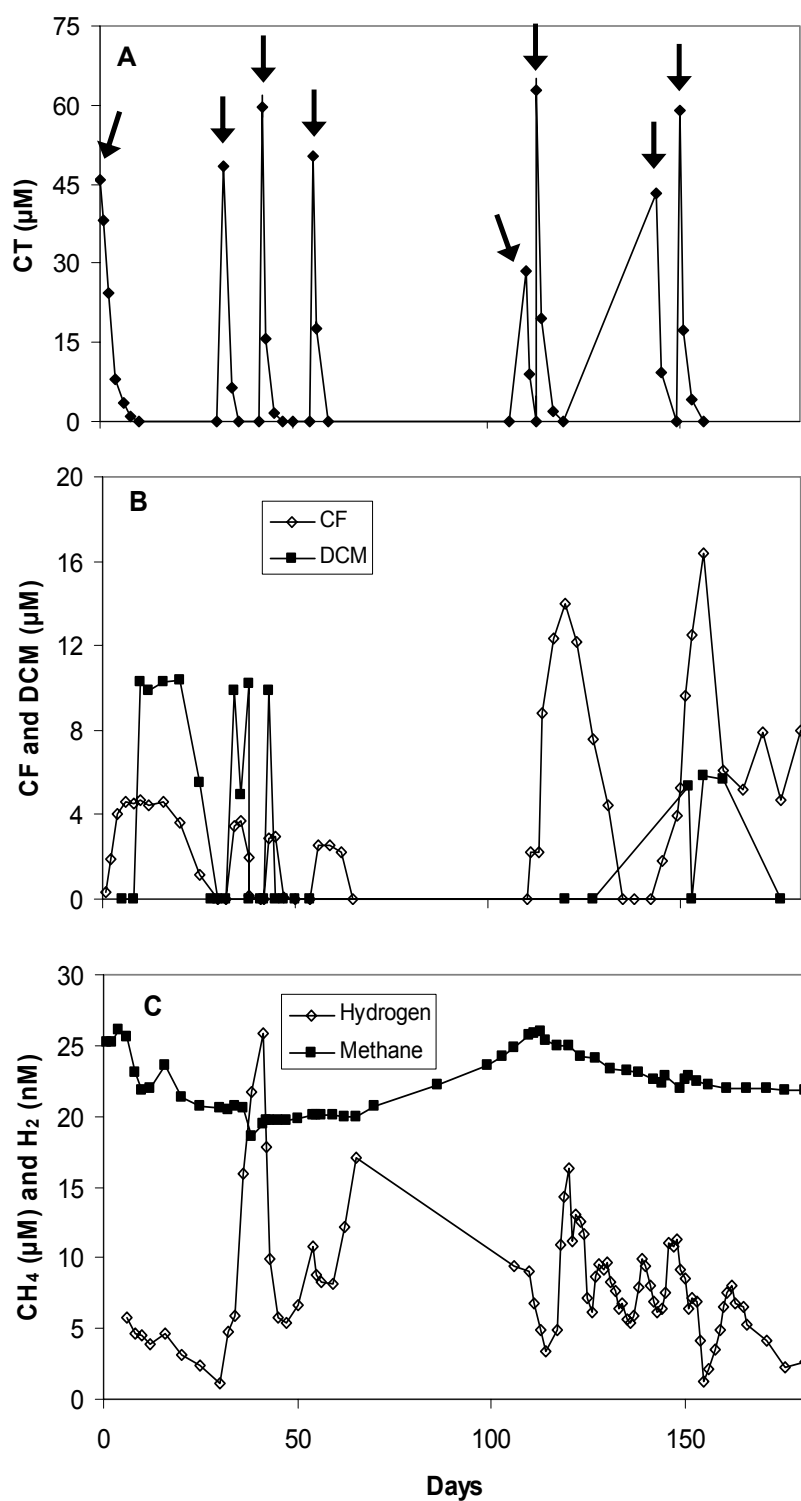 75
A
60
45
30
15
0
CT (µM)
20
B
CF
DCM
16
12
8
4
0
CF and DCM (µM)
30
C
Hydrogen
Methane
25
20
15
10
5
0
CH₄ (µM) and H₂ (nM)
0 50 100 150
Days